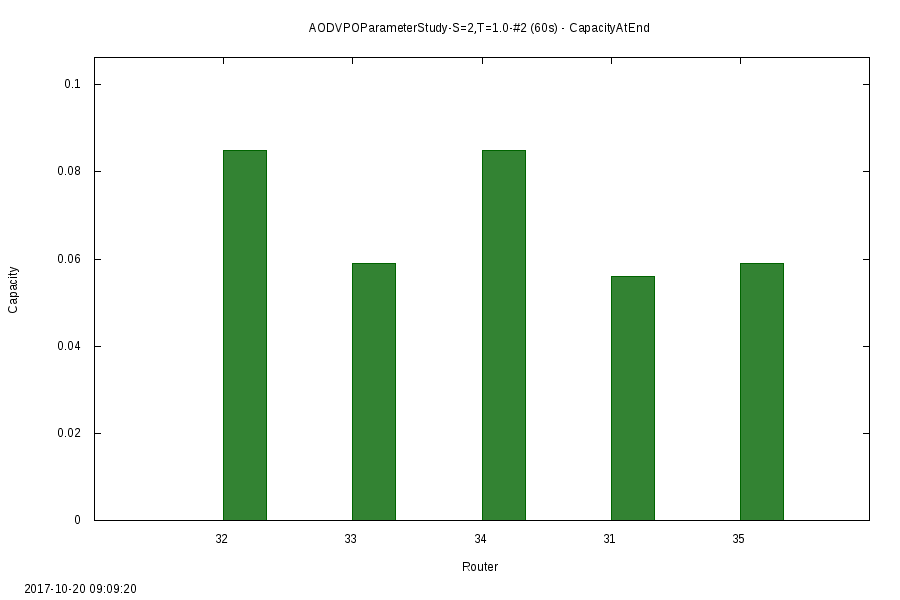 AODVPOParameterStudy-S=2,T=1.0-#2 (60s) - CapacityAtEnd
0.1
0.08
0.06
0.04
0.02
0
Capacity
32 33 34 31 35
Router
2017-10-20 09:09:20